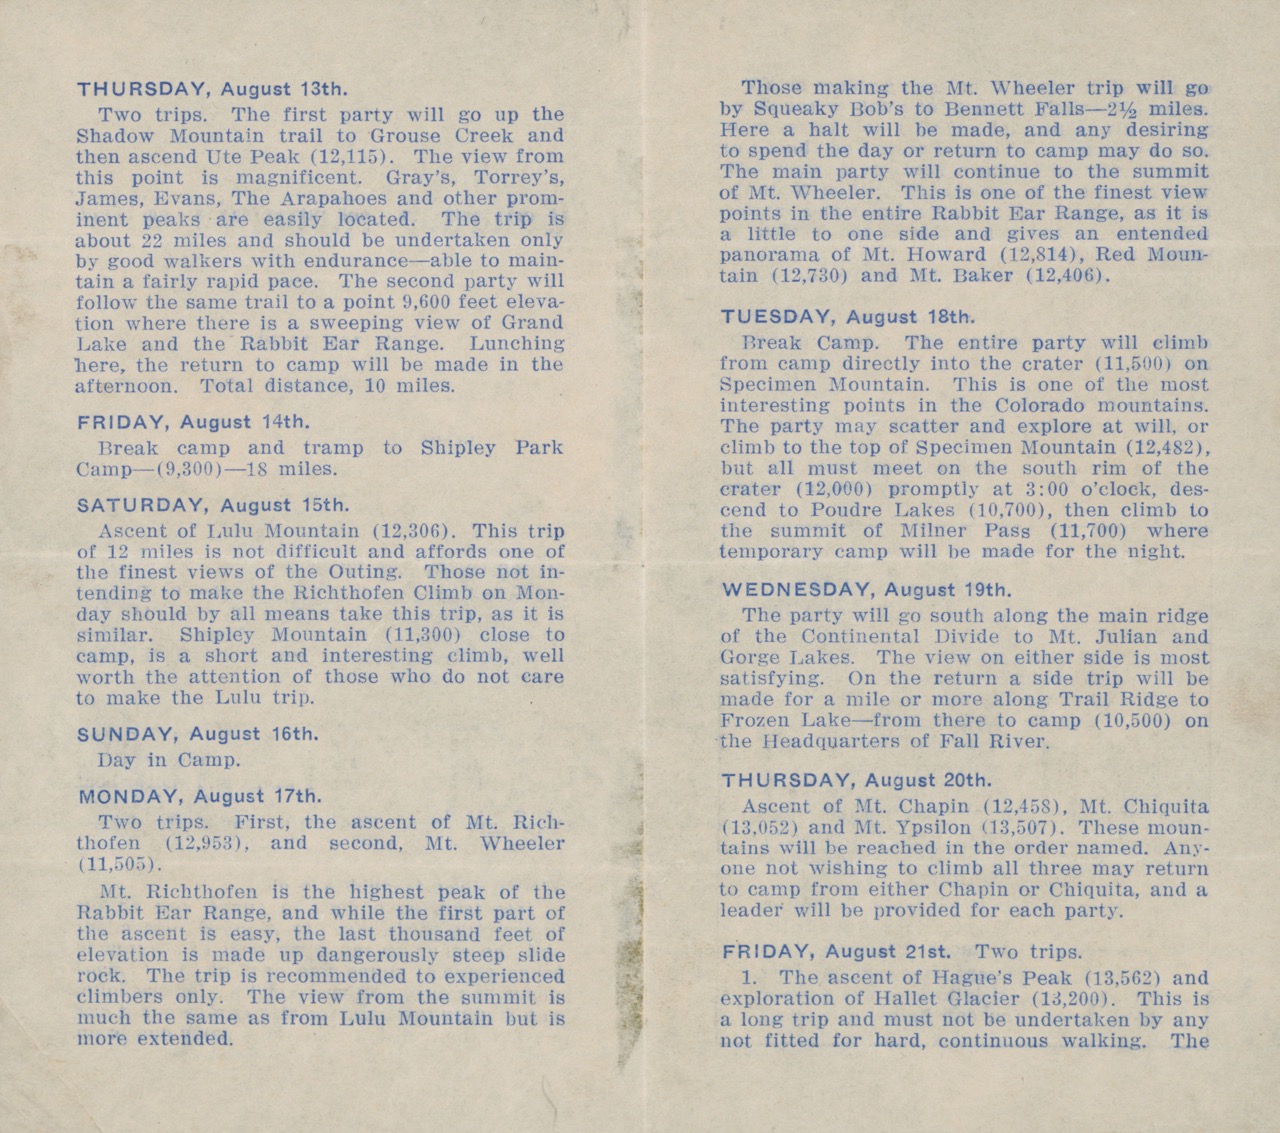 THURSDAY, August 13th.
Two trips. The first party will go up the
Shadow Mountain trail to Grouse Creek and
then ascend Ute Peak (12,115). The view from
this point is magnificent. Gray's, Torrey's,
James, Evans, The Arapahoes and other prom-
inent peaks are easily located. The trip is
about 22 miles and should be undertaken only
by good walkers with endurance—able to main-
tain a fairly rapid pace. The second party will
follow the same trail to a point 9,600 feet eleva-
tion where there is a sweeping view of Grand
Lake and the Rabbit Ear Range. Lunching
here, the return to camp will be made in the
afternoon. Total distance, 10 miles.
FRIDAY, August 14th.
Break camp and tramp to Shipley Park
Camp—(9,300)—18 miles.
SATURDAY, August 15th.
Ascent of Lulu Mountain (12,306). This trip
of 12 miles is not difficult and affords one of
the finest views of the Outing. Those not in-
tending to make the Richthofen Climb on Mon-
day should by all means take this trip, as it is
similar. Shipley Mountain (11,300) close to
camp, is a short and interesting climb, well
worth the attention of those who do not care
to make the Lulu trip.
SUNDAY, August 16th.
Day in Camp.
MONDAY, August 17th.
Two trips. First, the ascent of Mt. Rich-
thofen (12,953), and second, Mt. Wheeler
(11,505).
Mt. Richthofen is the highest peak of the
Rabbit Ear Range, and while the first part of
the ascent is easy, the last thousand feet of
elevation is made up dangerously steep slide
rock. The trip is recommended to experienced
climbers only. The view from the summit is
much the same as from Lulu Mountain but is
more extended.
Those making the Mt. Wheeler trip will go
by Squeaky Bob's to Bennett Falls—2½ miles.
Here a halt will be made, and any desiring
to spend the day or return to camp may do so.
The main party will continue to the summit
of Mt. Wheeler. This is one of the finest view
points in the entire Rabbit Ear Range, as it is
a little to one side and gives an entended
panorama of Mt. Howard (12,814), Red Moun-
tain (12,730) and Mt. Baker (12,406).
TUESDAY, August 18th.
Break Camp. The entire party will climb
from camp directly into the crater (11,500) on
Specimen Mountain. This is one of the most
interesting points in the Colorado mountains.
The party may scatter and explore at will, or
climb to the top of Specimen Mountain (12,482),
but all must meet on the south rim of the
crater (12,000) promptly at 3:00 o'clock, des-
cend to Poudre Lakes (10,700), then climb to
the summit of Milner Pass (11,700) where
temporary camp will be made for the night.
WEDNESDAY, August 19th.
The party will go south along the main ridge
of the Continental Divide to Mt. Julian and
Gorge Lakes. The view on either side is most
satisfying. On the return a side trip will be
made for a mile or more along Trail Ridge to
Frozen Lake—from there to camp (10,500) on
the Headquarters of Fall River.
THURSDAY, August 20th.
Ascent of Mt. Chapin (12,458), Mt. Chiquita
(13,052) and Mt. Ypsilon (13,507). These moun-
tains will be reached in the order named. Any-
one not wishing to climb all three may return
to camp from either Chapin or Chiquita, and a
leader will be provided for each party.
FRIDAY, August 21st. Two trips.
1. The ascent of Hague's Peak (13,562) and
exploration of Hallet Glacier (13,200). This is
a long trip and must not be undertaken by any
not fitted for hard, continuous walking. The